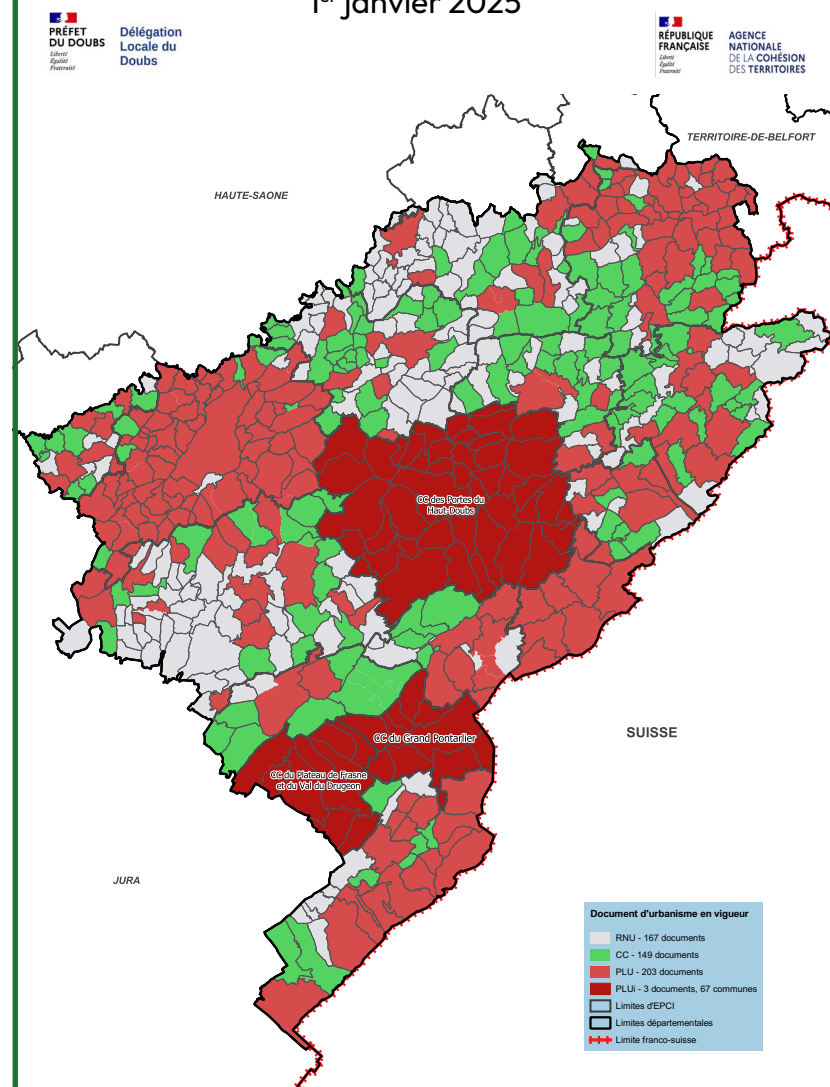 1er janvier 2025
PRÉFET
DU DOUBS
Liberté
Égalité
Fraternité
Délégation
Locale du
Doubs
RÉPUBLIQUE
FRANÇAISE
Liberté
Égalité
Fraternité
AGENCE
NATIONALE
DE LA COHÉSION
DES TERRITOIRES
TERRITOIRE-DE-BELFORT
HAUTE-SAONE
CC des Portes du
Haut-Doubs
SUISSE
CC du Grand Pontarlier
CC du Plateau de Frasne
et du Val du Drugeon
JURA
Document d'urbanisme en vigueur
RNU - 167 documents
CC - 149 documents
PLU - 203 documents
PLUi - 3 documents, 67 communes
Limites d'EPCI
Limites départementales
Limite franco-suisse